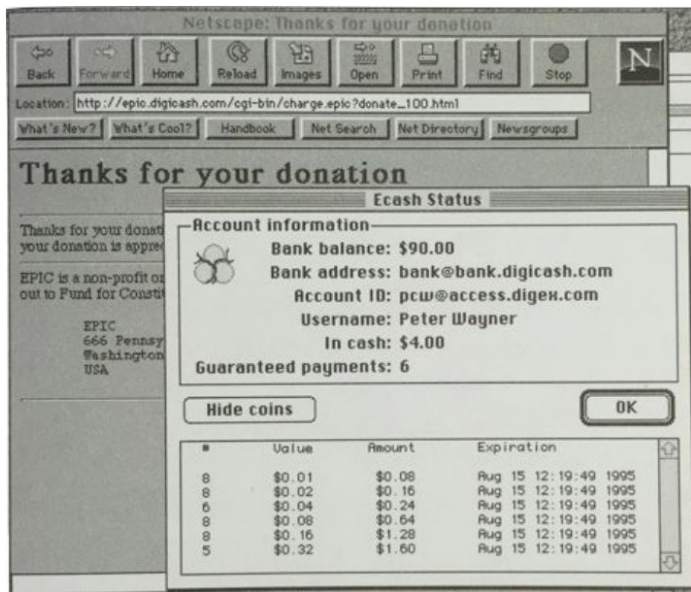 Netscape: Thanks for your donation
Back Forward Home Reload Images Open Print Find Stop
N
Location: http://epic.digicash.com/cgi-bin/charge.epic?donate_100.html
What's New? What's Cool? Handbook Net Search Net Directory Newsgroups
Thanks for your donation
Thanks for your donati
your donation is appre
EPIC is a non-profit or
out to Fund for Consti
EPIC
666 Pennsy
Washington
USA
Ecash Status
Account information
Bank balance: $90.00
Bank address: bank@bank.digicash.com
Account ID: pcw@access.digex.com
Username: Peter Wayner
In cash: $4.00
Guaranteed payments: 6
Hide coins OK
# Value Amount Expiration
8 $0.01 $0.08 Aug 15 12:19:49 1995
8 $0.02 $0.16 Aug 15 12:19:49 1995
6 $0.04 $0.24 Aug 15 12:19:49 1995
8 $0.08 $0.64 Aug 15 12:19:49 1995
8 $0.16 $1.28 Aug 15 12:19:49 1995
5 $0.32 $1.60 Aug 15 12:19:49 1995